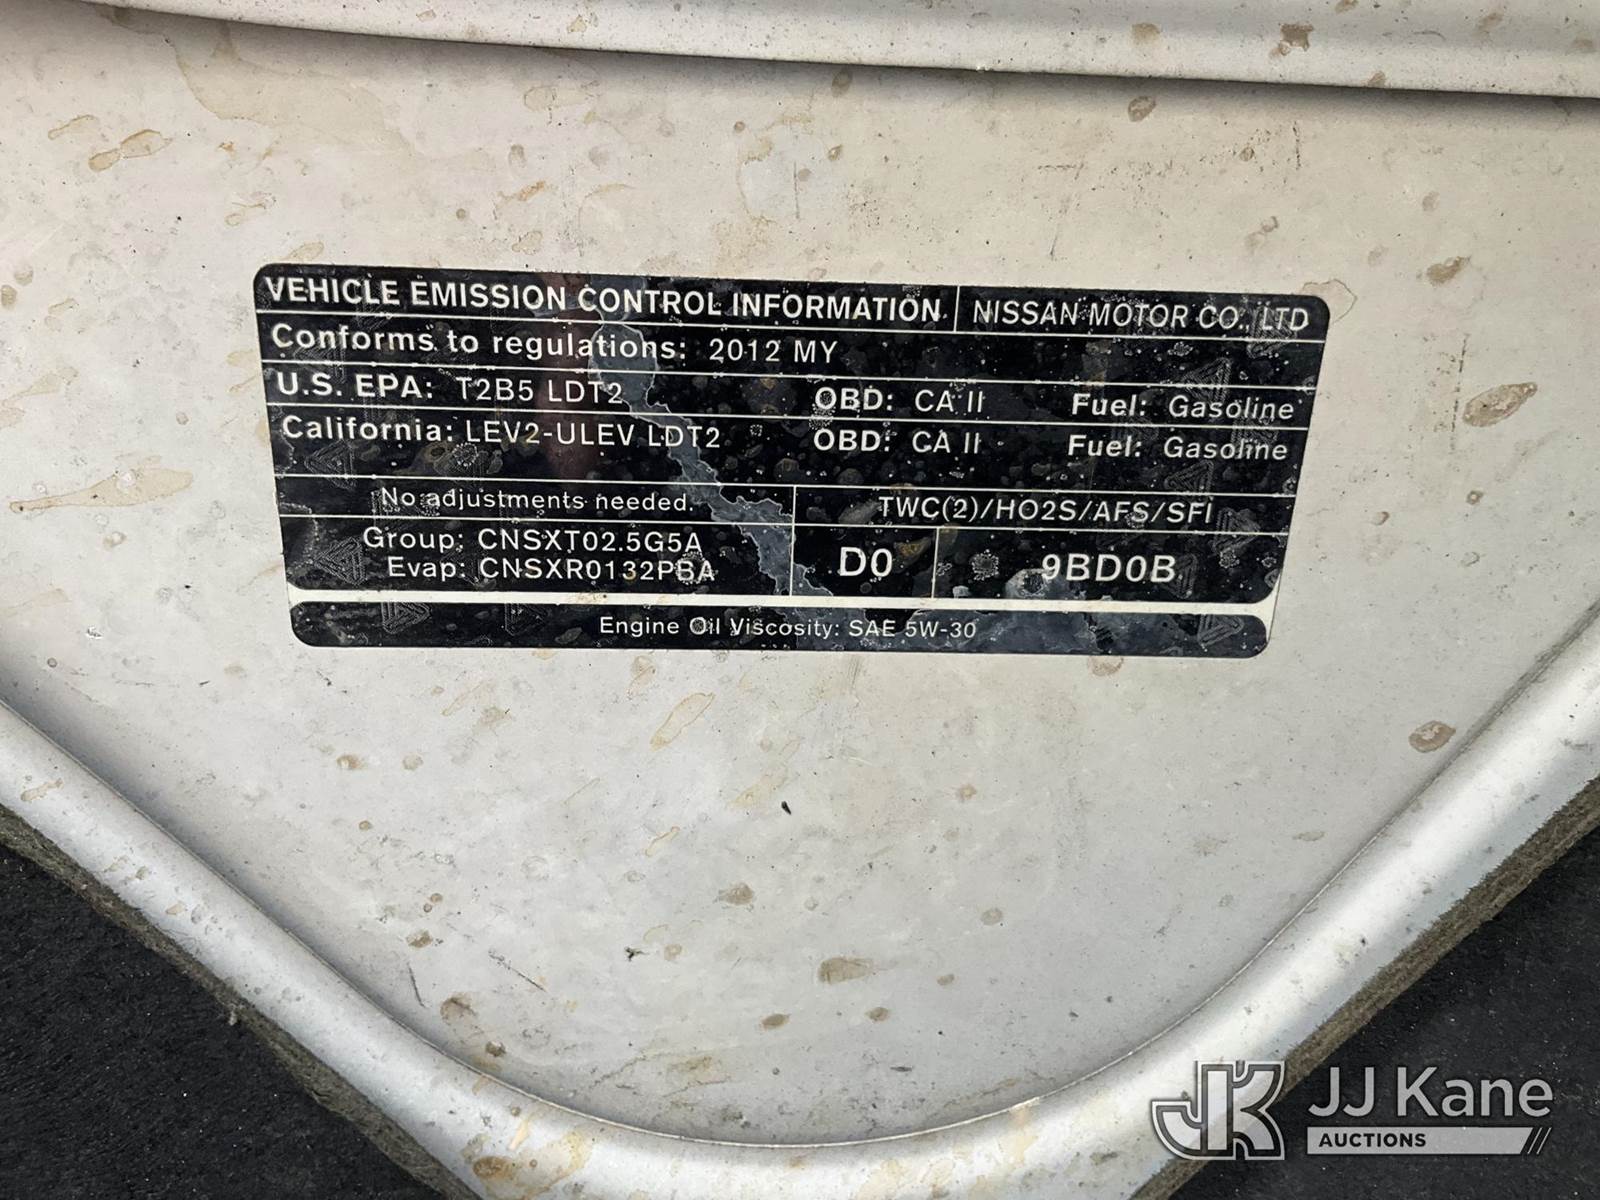 VEHICLE EMISSION CONTROL INFORMATION NISSAN MOTOR CO., LTD
Conforms to regulations: 2012 MY
U.S. EPA: T2B5 LDT2 OBD: CA II Fuel: Gasoline
California: LEV2-ULEV LDT2 OBD: CA II Fuel: Gasoline
No adjustments needed. TWC(2)/HO2S/AFS/SFI
Group: CNSXT02.5G5A
Evap: CNSXR0132PBA
D0 9BD0B
Engine Oil Viscosity: SAE 5W-30
JK JJ Kane
AUCTIONS